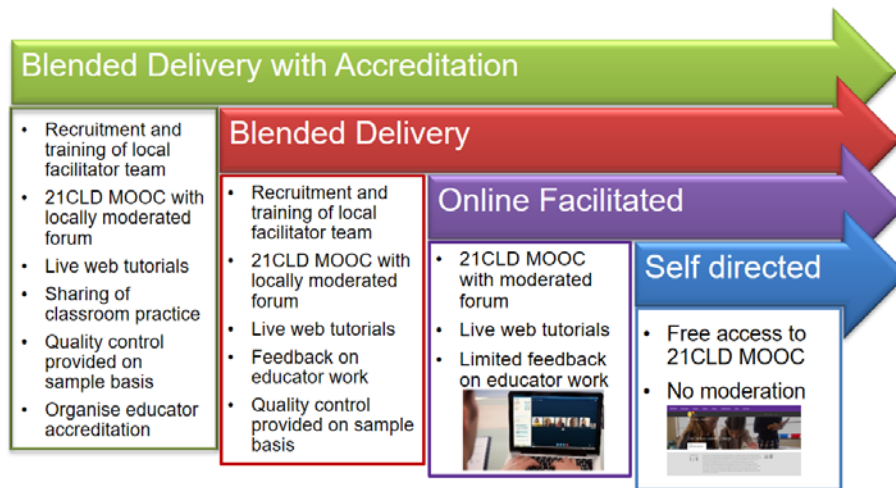 Blended Delivery with Accreditation
• Recruitment and
training of local
facilitator team
• 21CLD MOOC with
locally moderated
forum
• Live web tutorials
• Sharing of
classroom practice
• Quality control
provided on
sample basis
• Organise educator
accreditation
Blended Delivery
• Recruitment and
training of local
facilitator team
• 21CLD MOOC with
locally moderated
forum
• Live web tutorials
• Feedback on
educator work
• Quality control
provided on sample
basis
Online Facilitated
• 21CLD MOOC
with moderated
forum
• Live web tutorials
• Limited feedback
on educator work
Self directed
• Free access to
21CLD MOOC
• No moderation